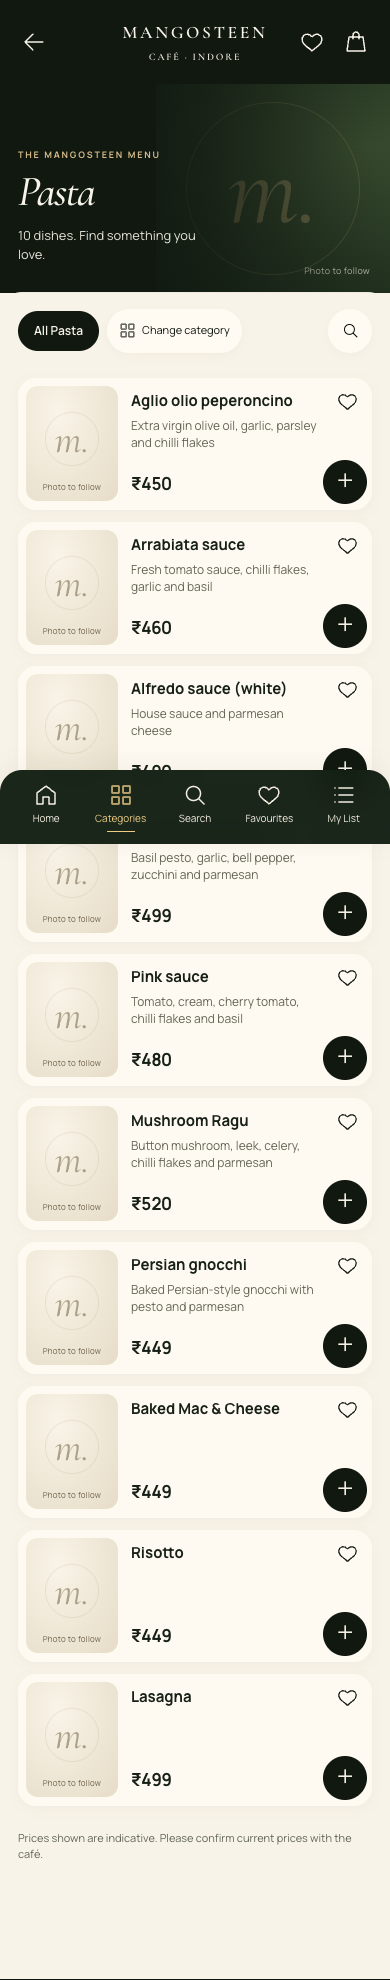 MANGOSTEEN
CAFÉ · INDORE
THE MANGOSTEEN MENU
Pasta
m.
10 dishes. Find something you
love.
Photo to follow
All Pasta
Change category
m.
Photo to follow
Aglio olio peperoncino
Extra virgin olive oil, garlic, parsley
and chilli flakes
₹450
m.
Photo to follow
Arrabiata sauce
Fresh tomato sauce, chilli flakes,
garlic and basil
₹460
m.
Alfredo sauce (white)
House sauce and parmesan
cheese
Home
Categories
Search
Favourites
My List
m.
Photo to follow
Basil pesto, garlic, bell pepper,
zucchini and parmesan
₹499
m.
Photo to follow
Pink sauce
Tomato, cream, cherry tomato,
chilli flakes and basil
₹480
m.
Photo to follow
Mushroom Ragu
Button mushroom, leek, celery,
chilli flakes and parmesan
₹520
m.
Photo to follow
Persian gnocchi
Baked Persian-style gnocchi with
pesto and parmesan
₹449
m.
Photo to follow
Baked Mac & Cheese
₹449
m.
Photo to follow
Risotto
₹449
m.
Photo to follow
Lasagna
₹499
Prices shown are indicative. Please confirm current prices with the
café.